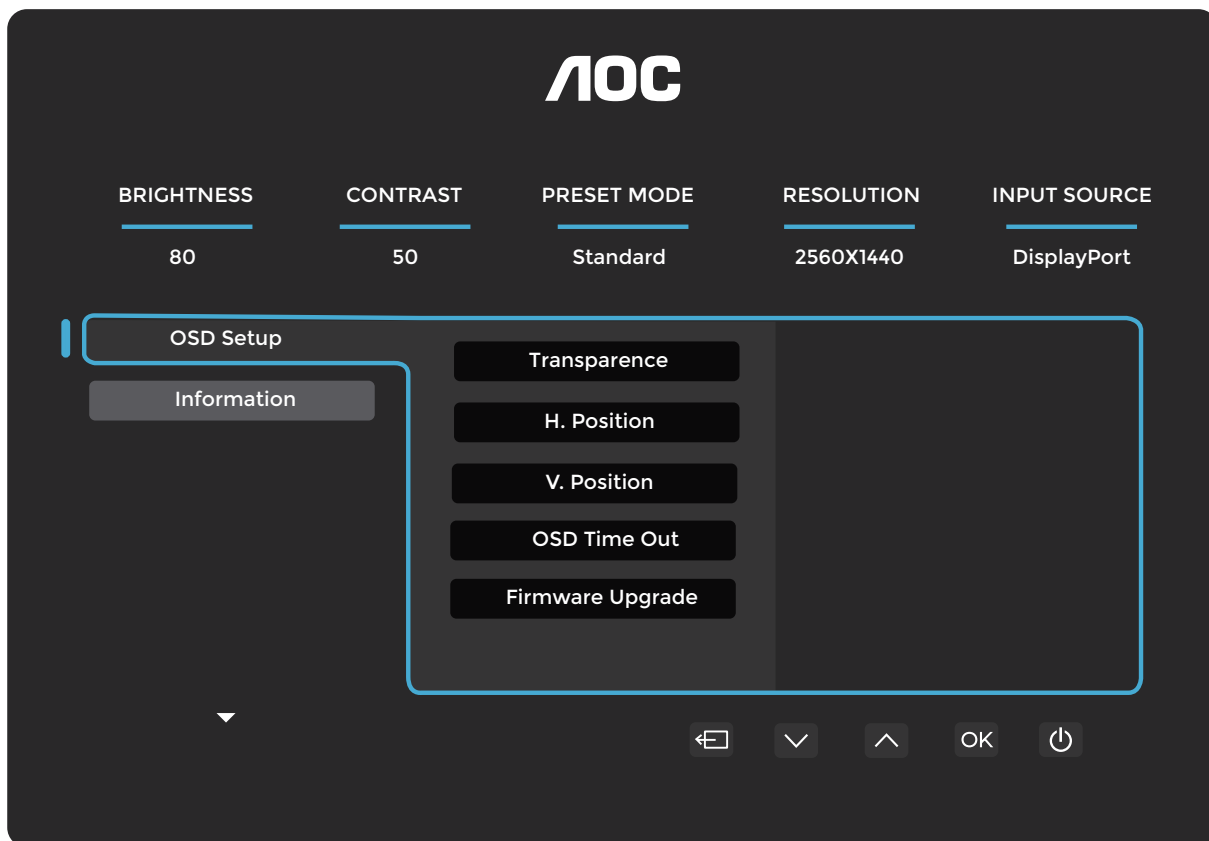 AOC
BRIGHTNESS CONTRAST PRESET MODE RESOLUTION INPUT SOURCE
80 50 Standard 2560X1440 DisplayPort
OSD Setup
Information
Transparence
H. Position
V. Position
OSD Time Out
Firmware Upgrade
OK